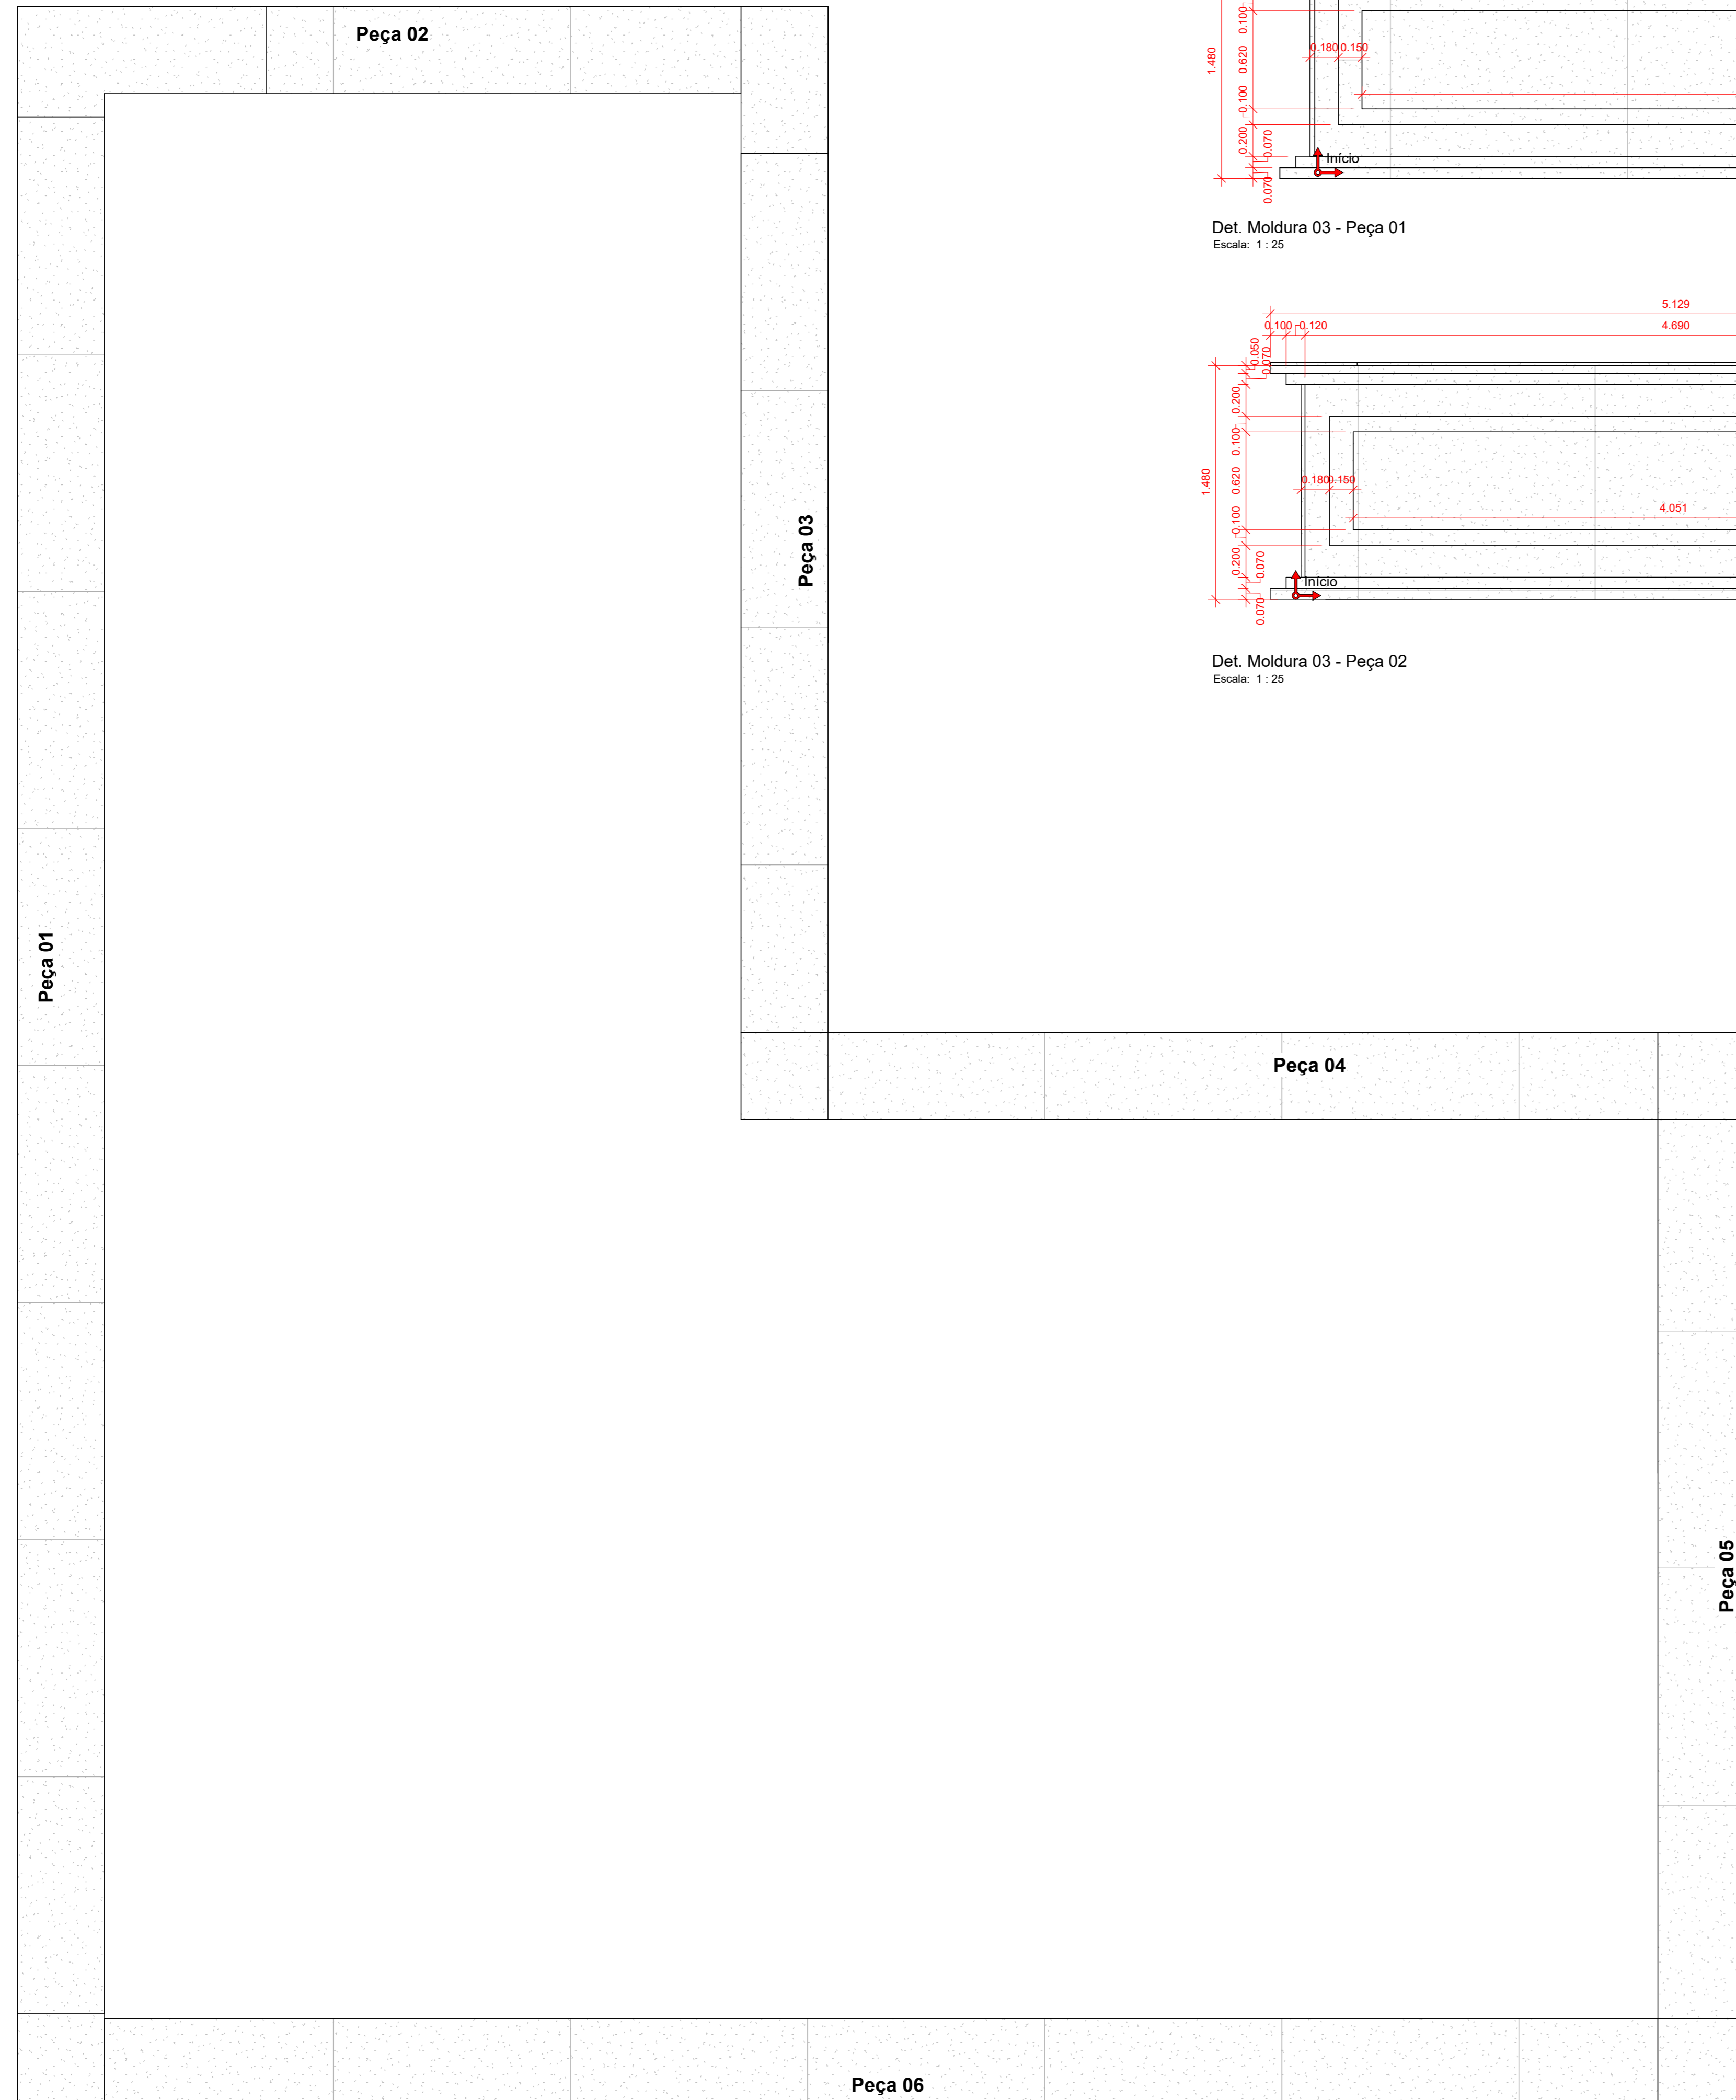 Peça 02
Peça 03
Peça 01
Peça 04
Peça 05
Peça 06
0.100
0.180 0.150
1.480
0.620
0.100
0.200
0.070
0.070
Início
Det. Moldura 03 - Peça 01
Escala: 1 : 25
5.129
0.100 0.120
4.690
0.050
0.070
0.200
0.100
1.480
0.620
0.180 0.150
4.051
0.100
0.200
0.070
0.070
Início
Det. Moldura 03 - Peça 02
Escala: 1 : 25